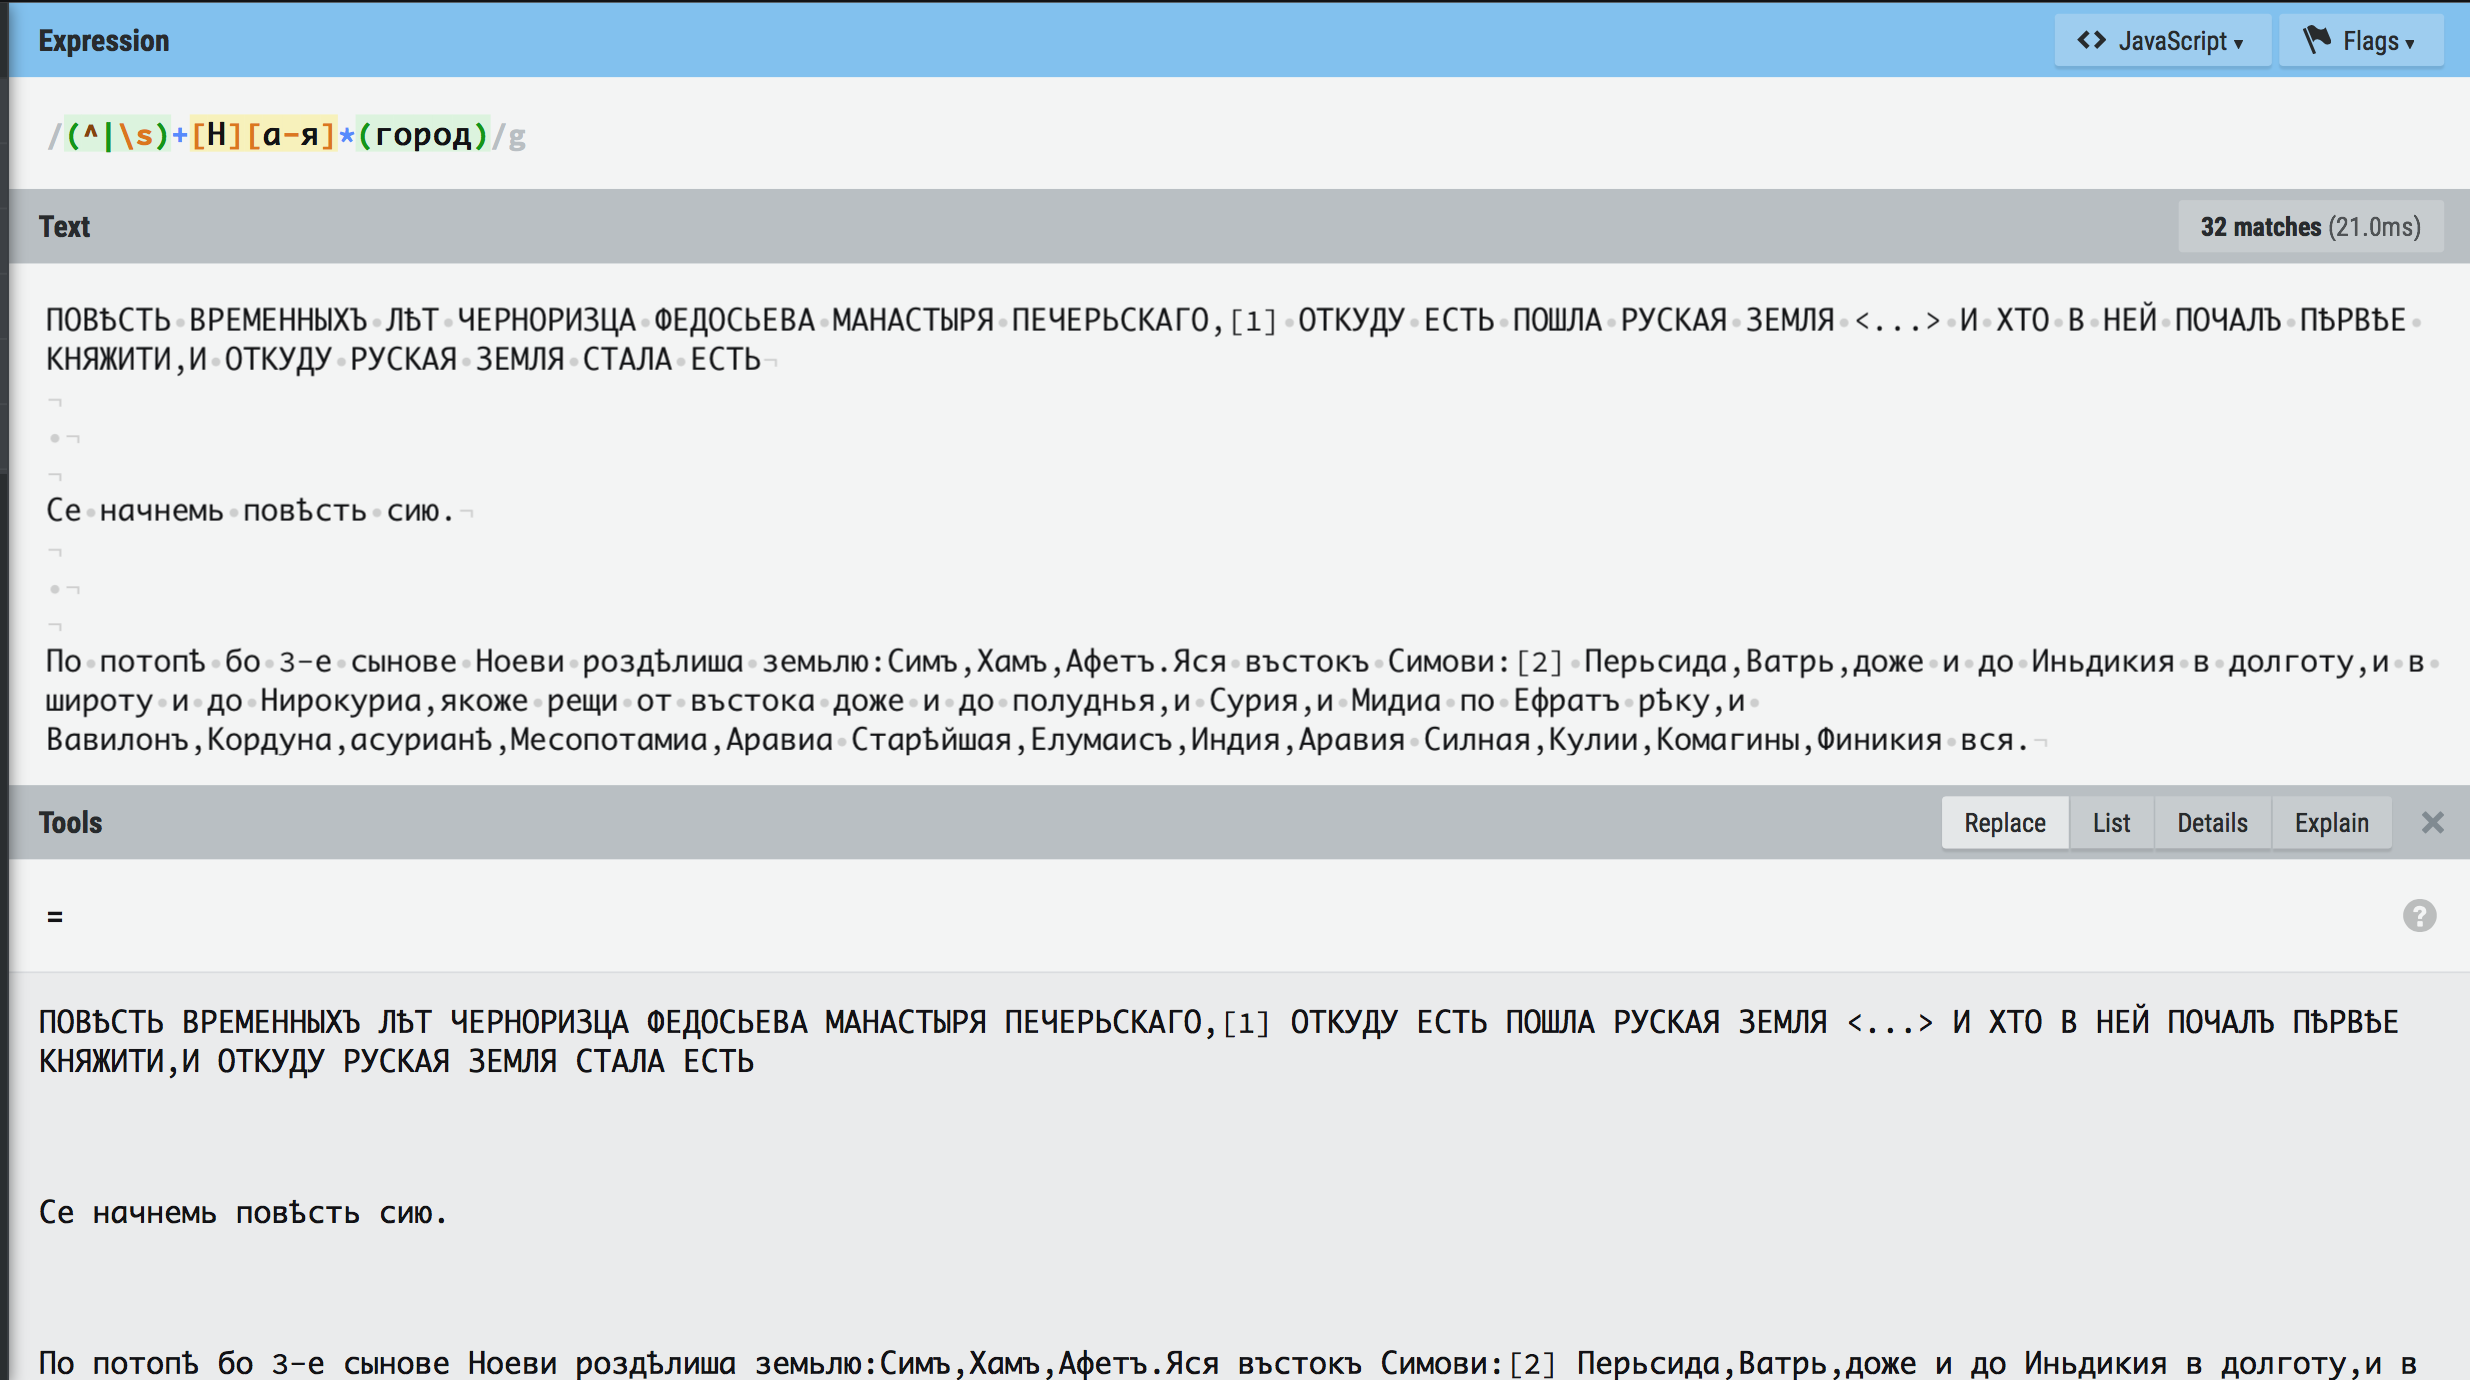 Expression
<> JavaScript ▾ Flags ▾
/(^|\s)+[Н][а-я]*(город)/g
Text
32 matches (21.0ms)
ПОВѢСТЬ·ВРЕМЕННЫХЪ·ЛѢТ·ЧЕРНОРИЗЦА·ФЕДОСЬЕВА·МАНАСТЫРЯ·ПЕЧЕРЬСКАГО,[1]·ОТКУДУ·ЕСТЬ·ПОШЛА·РУСКАЯ·ЗЕМЛЯ·<...>·И·ХТО·В·НЕЙ·ПОЧАЛЪ·ПѢРВѢЕ·
КНЯЖИТИ,И·ОТКУДУ·РУСКАЯ·ЗЕМЛЯ·СТАЛА·ЕСТЬ¬
¬
·¬
¬
Се·начнемь·повѣсть·сию.¬
¬
·¬
¬
По·потопѣ·бо·3-е·сынове·Ноеви·роздѣлиша·земьлю:Симъ,Хамъ,Афетъ.Яся·въстокъ·Симови:[2]·Перьсида,Ватрь,доже·и·до·Иньдикия·в·долготу,и·в·
широту·и·до·Нирокуриа,якоже·рещи·от·въстока·доже·и·до·полуднья,и·Сурия,и·Мидиа·по·Ефратъ·рѣку,и·
Вавилонъ,Кордуна,асурианѣ,Месопотамиа,Аравиа·Старѣйшая,Елумаисъ,Индия,Аравия·Силная,Кулии,Комагины,Финикия·вся.¬
Tools
Replace List Details Explain ×
=
?
ПОВѢСТЬ ВРЕМЕННЫХЪ ЛѢТ ЧЕРНОРИЗЦА ФЕДОСЬЕВА МАНАСТЫРЯ ПЕЧЕРЬСКАГО,[1] ОТКУДУ ЕСТЬ ПОШЛА РУСКАЯ ЗЕМЛЯ <...> И ХТО В НЕЙ ПОЧАЛЪ ПѢРВѢЕ
КНЯЖИТИ,И ОТКУДУ РУСКАЯ ЗЕМЛЯ СТАЛА ЕСТЬ
Се начнемь повѣсть сию.
По потопѣ бо 3-е сынове Ноеви роздѣлиша земьлю:Симъ,Хамъ,Афетъ.Яся въстокъ Симови:[2] Перьсида,Ватрь,доже и до Иньдикия в долготу,и в